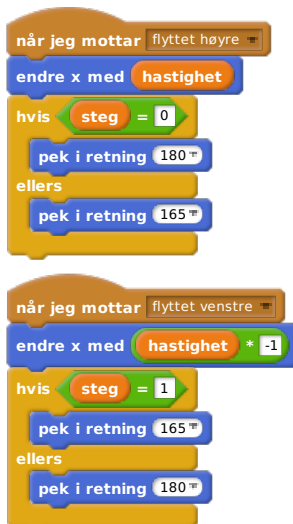 når jeg mottar flyttet høyre
endre x med hastighet
hvis steg = 0
pek i retning 180
ellers
pek i retning 165
når jeg mottar flyttet venstre
endre x med hastighet * -1
hvis steg = 1
pek i retning 165
ellers
pek i retning 180